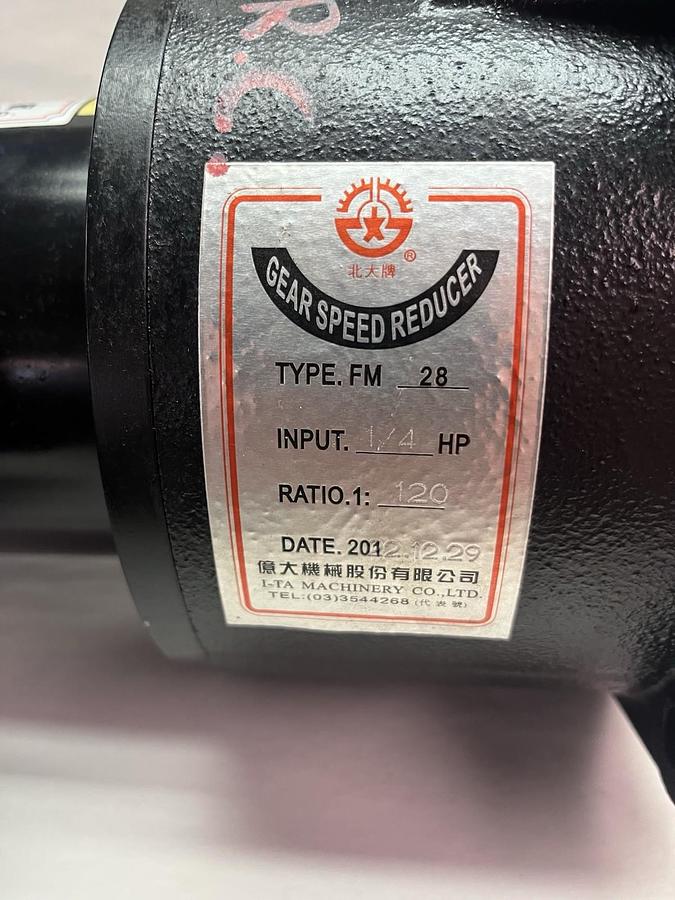 R.C.
®
北大牌
GEAR SPEED REDUCER
TYPE. FM 28
INPUT. 1/4 HP
RATIO.1: 120
DATE. 2012.12.29
億大機械股份有限公司
I-TA MACHINERY CO.,LTD.
TEL:(03)3544268 (代表號)